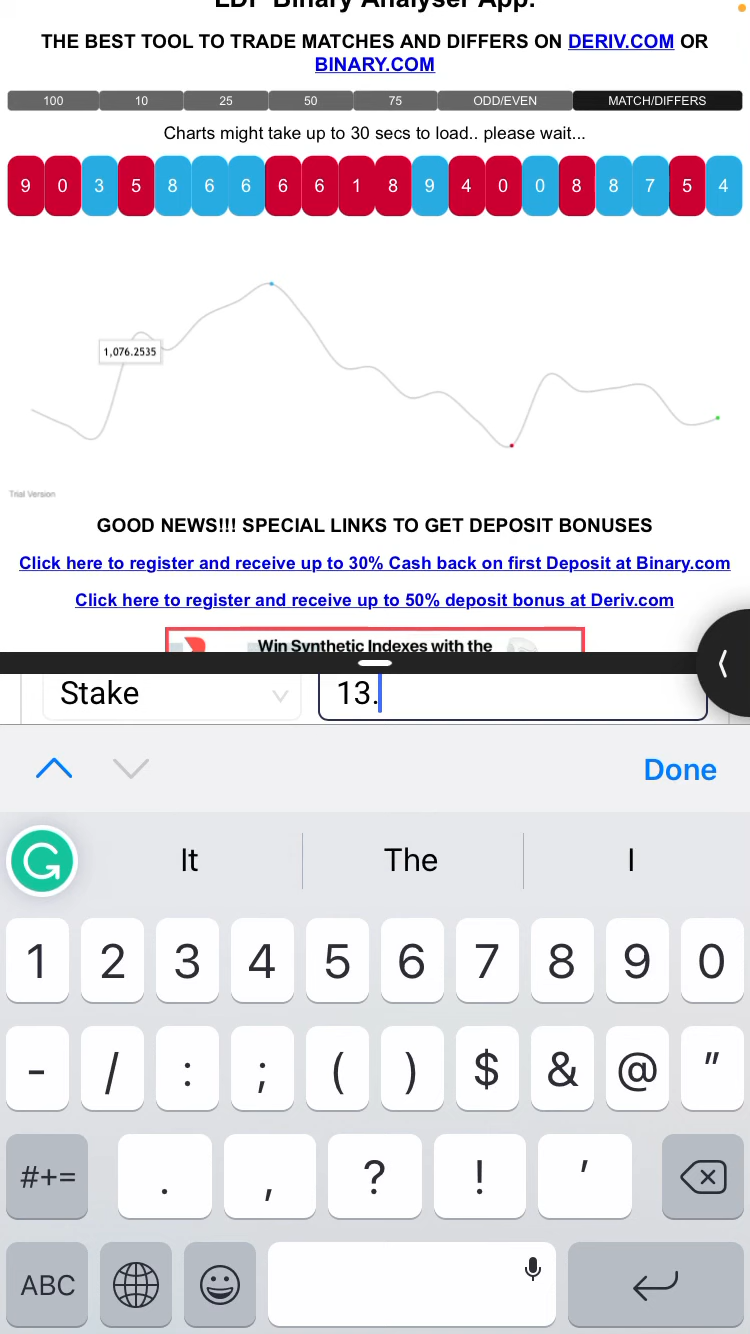 LDP Binary Analyser App.
THE BEST TOOL TO TRADE MATCHES AND DIFFERS ON DERIV.COM OR
BINARY.COM
100 10 25 50 75 ODD/EVEN MATCH/DIFFERS
Charts might take up to 30 secs to load.. please wait...
9 0 3 5 8 6 6 6 6 1 8 9 4 0 0 8 8 7 5 4
1,076.2535
Trial Version
GOOD NEWS!!! SPECIAL LINKS TO GET DEPOSIT BONUSES
Click here to register and receive up to 30% Cash back on first Deposit at Binary.com
Click here to register and receive up to 50% deposit bonus at Deriv.com
Win Synthetic Indexes with the
Stake 13.
Done
It The I
1 2 3 4 5 6 7 8 9 0
- / : ; ( ) $ & @ "
#+= . , ? ! '
ABC